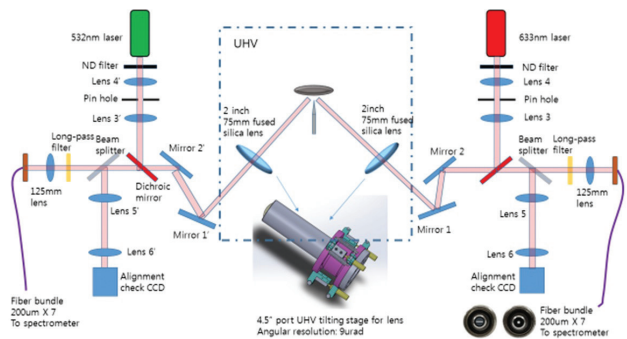 532nm laser
ND filter
Lens 4'
Pin hole
Lens 3'
Long-pass
filter
Beam
splitter
Mirror 2'
125mm
lens
Dichroic
mirror
Lens 5'
Mirror 1'
Lens 6'
Alignment
check CCD
Fiber bundle
200um X 7
To spectrometer
UHV
2 inch
75mm fused
silica lens
2inch
75mm fused
silica lens
4.5" port UHV tilting stage for lens
Angular resolution: 9urad
633nm laser
ND filter
Lens 4
Pin hole
Lens 3
Mirror 2
Beam
splitter
Long-pass
filter
125mm
lens
Mirror 1
Lens 5
Lens 6
Alignment
check CCD
Fiber bundle
200um X 7
To spectrometer